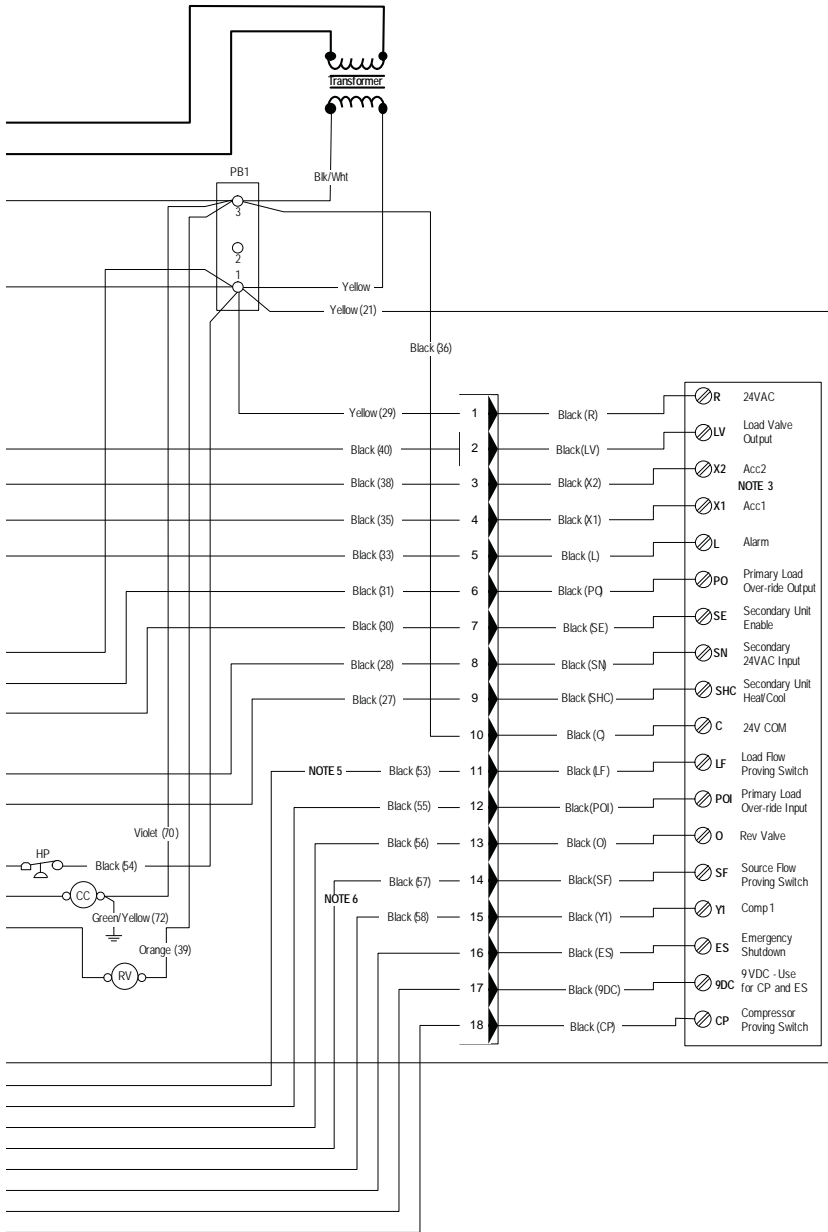 Transformer
PB1
Blk/Wht
3
2
1
Yellow
Yellow (21)
Black (36)
Yellow (29) 1 Black (R) R 24VAC
Black (40) 2 Black (LV) LV Load Valve
Output
Black (38) 3 Black (X2) X2 Acc2
NOTE 3
Black (35) 4 Black (X1) X1 Acc1
Black (33) 5 Black (L) L Alarm
Black (31) 6 Black (PO) PO Primary Load
Over-ride Output
Black (30) 7 Black (SE) SE Secondary Unit
Enable
Black (28) 8 Black (SN) SN Secondary
24VAC Input
Black (27) 9 Black (SHC) SHC Secondary Unit
Heal/Cool
10 Black (C) C 24V COM
NOTE 5 Black (53) 11 Black (LF) LF Load Flow
Proving Switch
Black (55) 12 Black (POI) POI Primary Load
Over-ride Input
Violet (70)
Black (56) 13 Black (O) O Rev Valve
HP
Black (54)
Black (57) 14 Black (SF) SF Source Flow
Proving Switch
NOTE 6
CC
Green/Yellow (72)
Black (58) 15 Black (Y1) Y1 Comp 1
Orange (39)
16 Black (ES) ES Emergency
Shutdown
RV
17 Black (9DC) 9DC 9 VDC - Use
for CP and ES
18 Black (CP) CP Compressor
Proving Switch